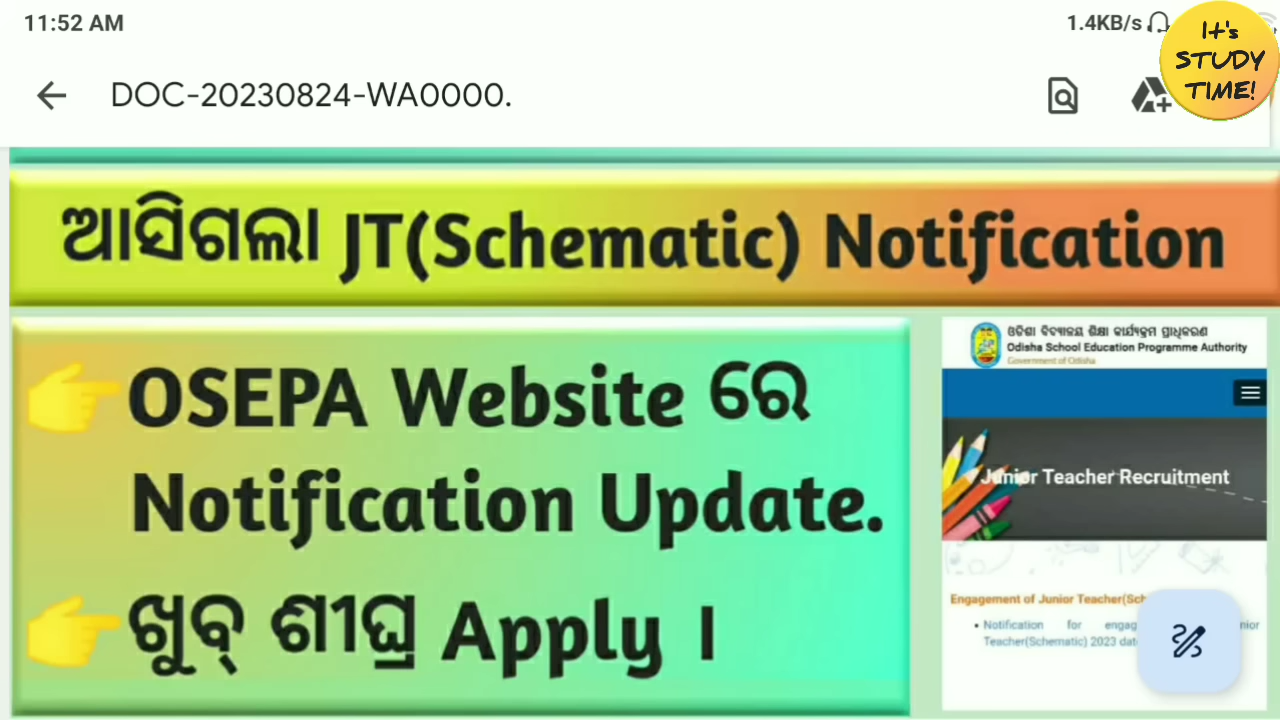 11:52 AM
1.4KB/s
It's
STUDY
TIME!
DOC-20230824-WA0000.
ଆସିଗଲା JT(Schematic) Notification
👉 OSEPA Website ରେ
Notification Update.
👉 ଖୁବ୍ ଶୀଘ୍ର Apply ।
ଓଡିଶା ବିଦ୍ୟାଳୟ ଶିକ୍ଷା କାର୍ଯ୍ୟକ୍ରମ ପ୍ରାଧିକରଣ
Odisha School Education Programme Authority
Government of Odisha
Junior Teacher Recruitment
Engagement of Junior Teacher(Sch
• Notification for engag nior
Teacher(Schematic) 2023 dat